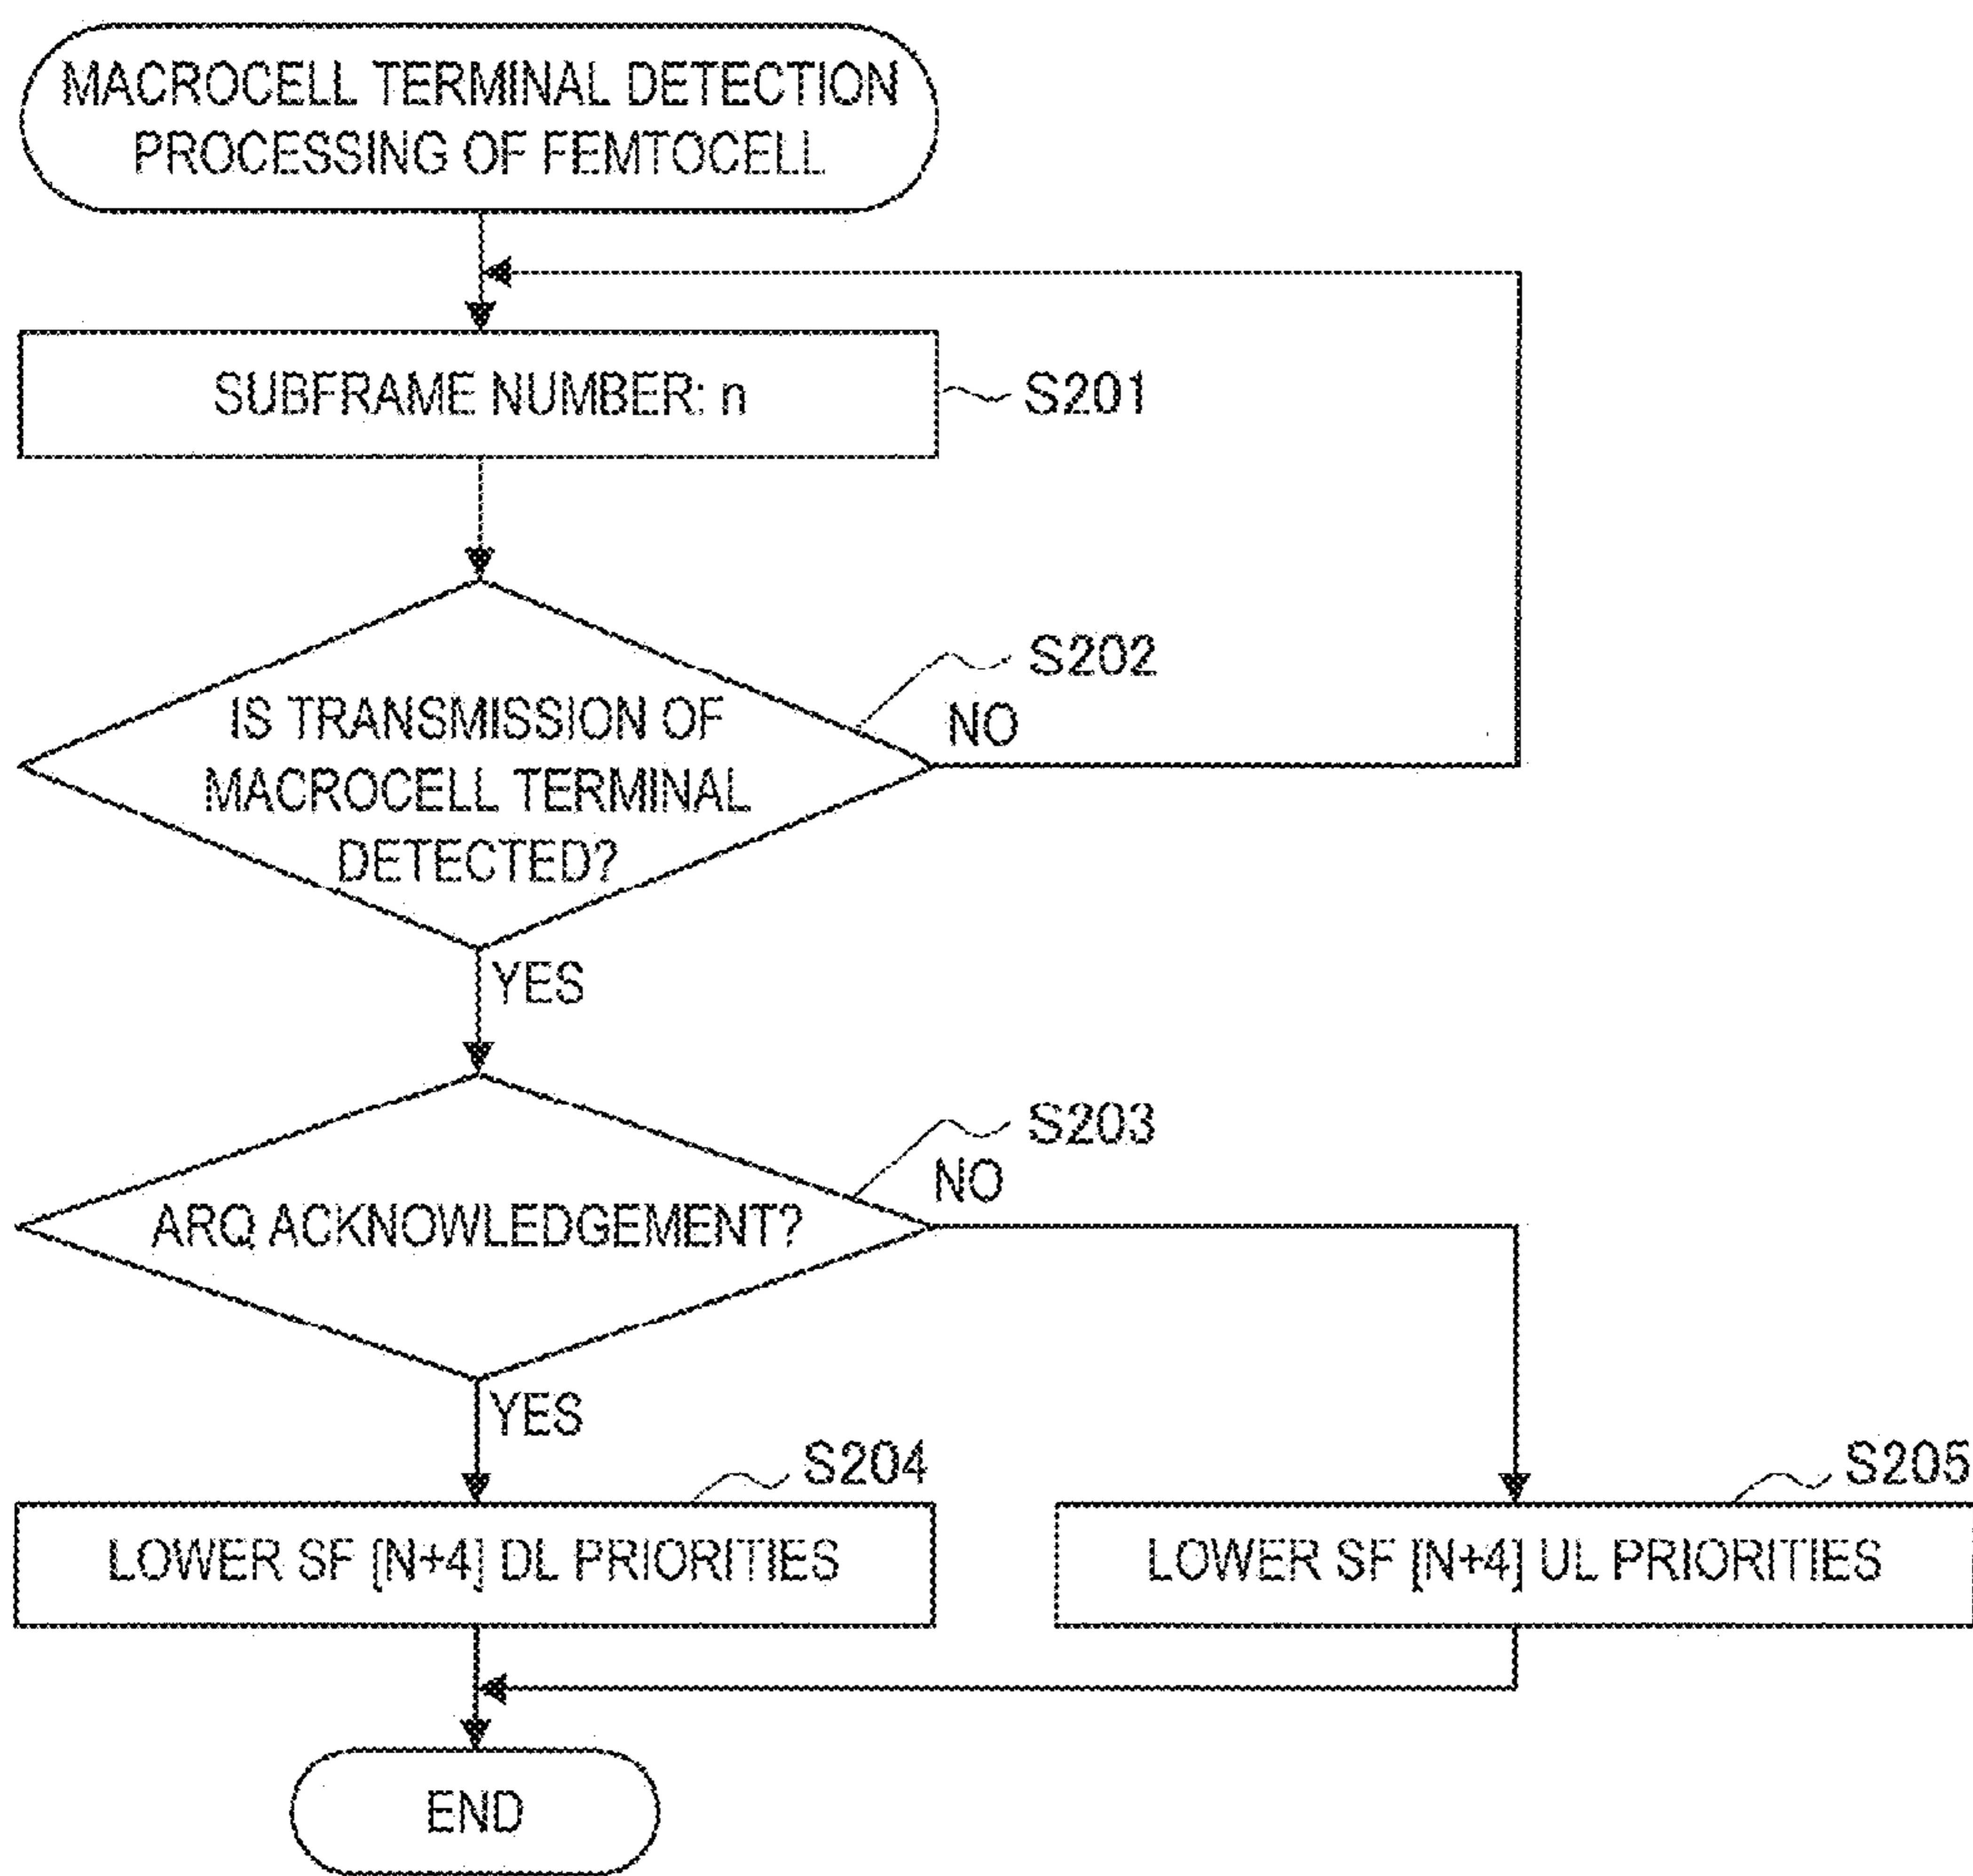 MACROCELL TERMINAL DETECTION
PROCESSING OF FEMTOCELL
SUBFRAME NUMBER: n
S201
S202
IS TRANSMISSION OF
MACROCELL TERMINAL
DETECTED?
NO
YES
S203
ARQ ACKNOWLEDGEMENT?
NO
YES
S204
LOWER SF [N+4] DL PRIORITIES
S205
LOWER SF [N+4] UL PRIORITIES
END